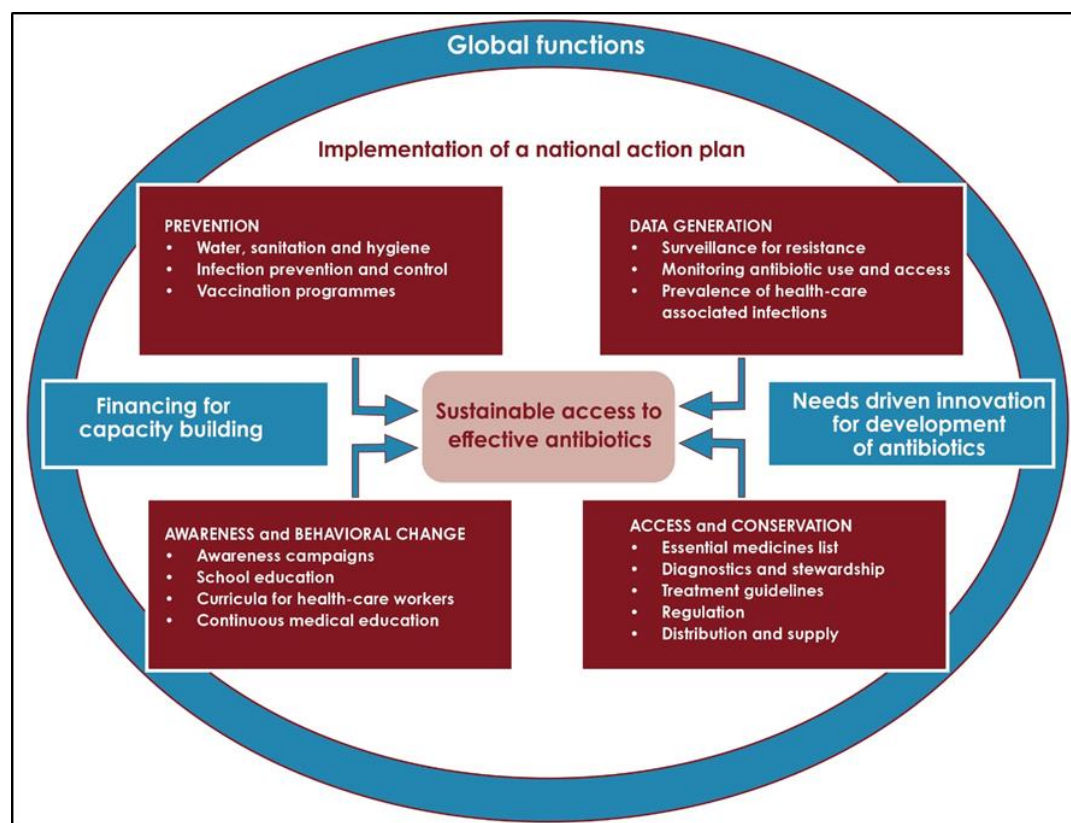 Global functions
Implementation of a national action plan
PREVENTION
• Water, sanitation and hygiene
• Infection prevention and control
• Vaccination programmes
DATA GENERATION
• Surveillance for resistance
• Monitoring antibiotic use and access
• Prevalence of health-care
associated infections
Financing for
capacity building
Sustainable access to
effective antibiotics
Needs driven innovation
for development
of antibiotics
AWARENESS and BEHAVIORAL CHANGE
• Awareness campaigns
• School education
• Curricula for health-care workers
• Continuous medical education
ACCESS and CONSERVATION
• Essential medicines list
• Diagnostics and stewardship
• Treatment guidelines
• Regulation
• Distribution and supply